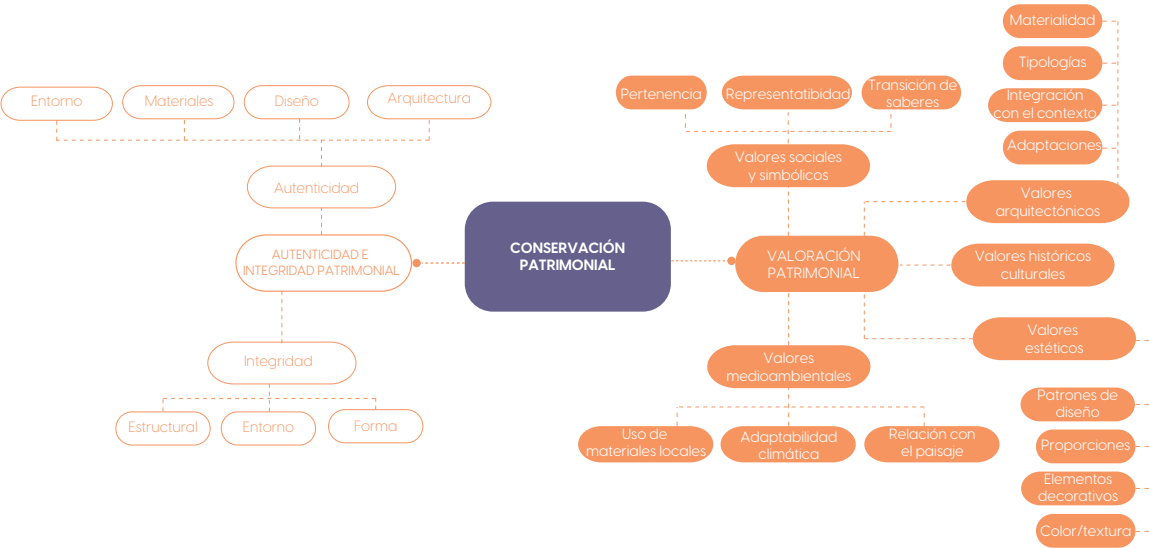 Materialidad
Tipologías
Integración
con el contexto
Adaptaciones
Pertenencia
Representatibidad
Transición de
saberes
Entorno
Materiales
Diseño
Arquitectura
Valores sociales
y simbólicos
Autenticidad
Valores
arquitectónicos
CONSERVACIÓN
PATRIMONIAL
AUTENTICIDAD E
INTEGRIDAD PATRIMONIAL
VALORACIÓN
PATRIMONIAL
Valores históricos
culturales
Valores
estéticos
Integridad
Valores
medioambientales
Patrones de
diseño
Proporciones
Elementos
decorativos
Color/textura
Estructural
Entorno
Forma
Uso de
materiales locales
Adaptabilidad
climática
Relación con
el paisaje